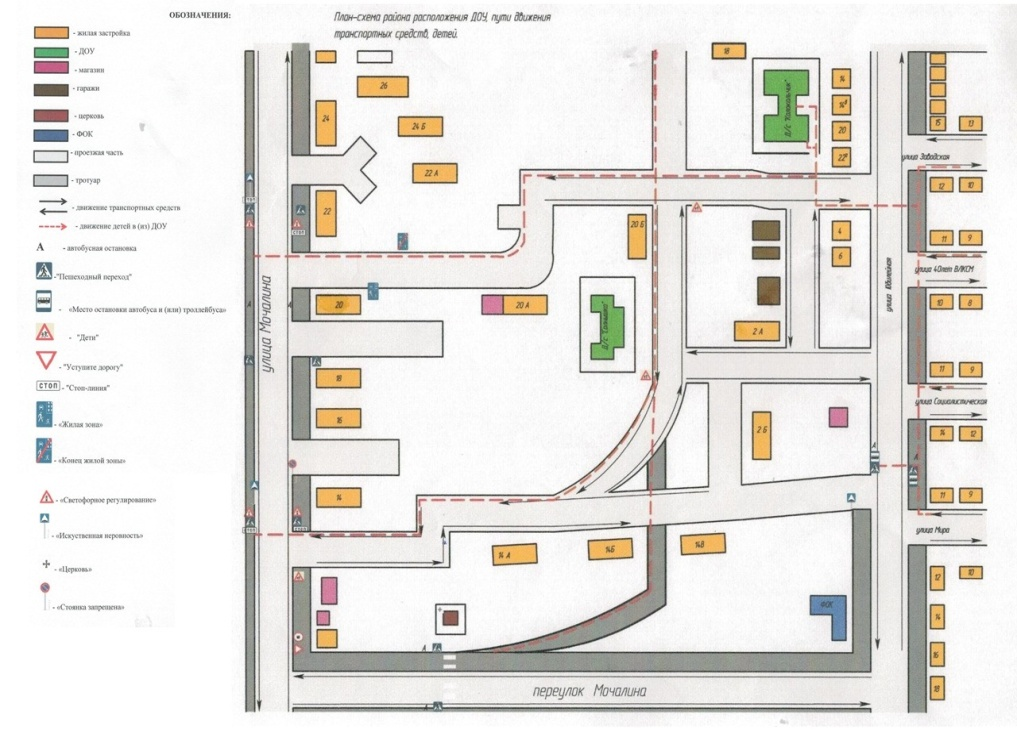 ОБОЗНАЧЕНИЯ:
План-схема района расположения ДОУ, пути движения
транспортных средств, детей.
- жилая застройка
- ДОУ
- магазин
- гаражи
- церковь
- ФОК
- проезжая часть
- тротуар
- движение транспортных средств
- движение детей в (из) ДОУ
А - автобусная остановка
-"Пешеходный переход"
- «Место остановки автобуса и (или) троллейбуса»
- "Дети"
- "Уступите дорогу"
СТОП - "Стоп-линия"
- «Жилая зона»
- «Конец жилой зоны»
- «Светофорное регулирование»
- «Искуственная неровность»
- «Церковь»
- «Стоянка запрещена»
18
26
24
24 Б
22 А
22
20 Б
20
20 А
18
16
14
14
20
4
6
2 А
2 Б
14 А
14Б
14В
ФОК
15
13
улица Заводская
12
10
11
9
улица 40лет ВЛКСМ
10
8
11
9
улица Социалистическая
14
12
11
9
улица Мира
12
10
14
16
18
улица Мочалина
улица Юбилейная
переулок Мочалина